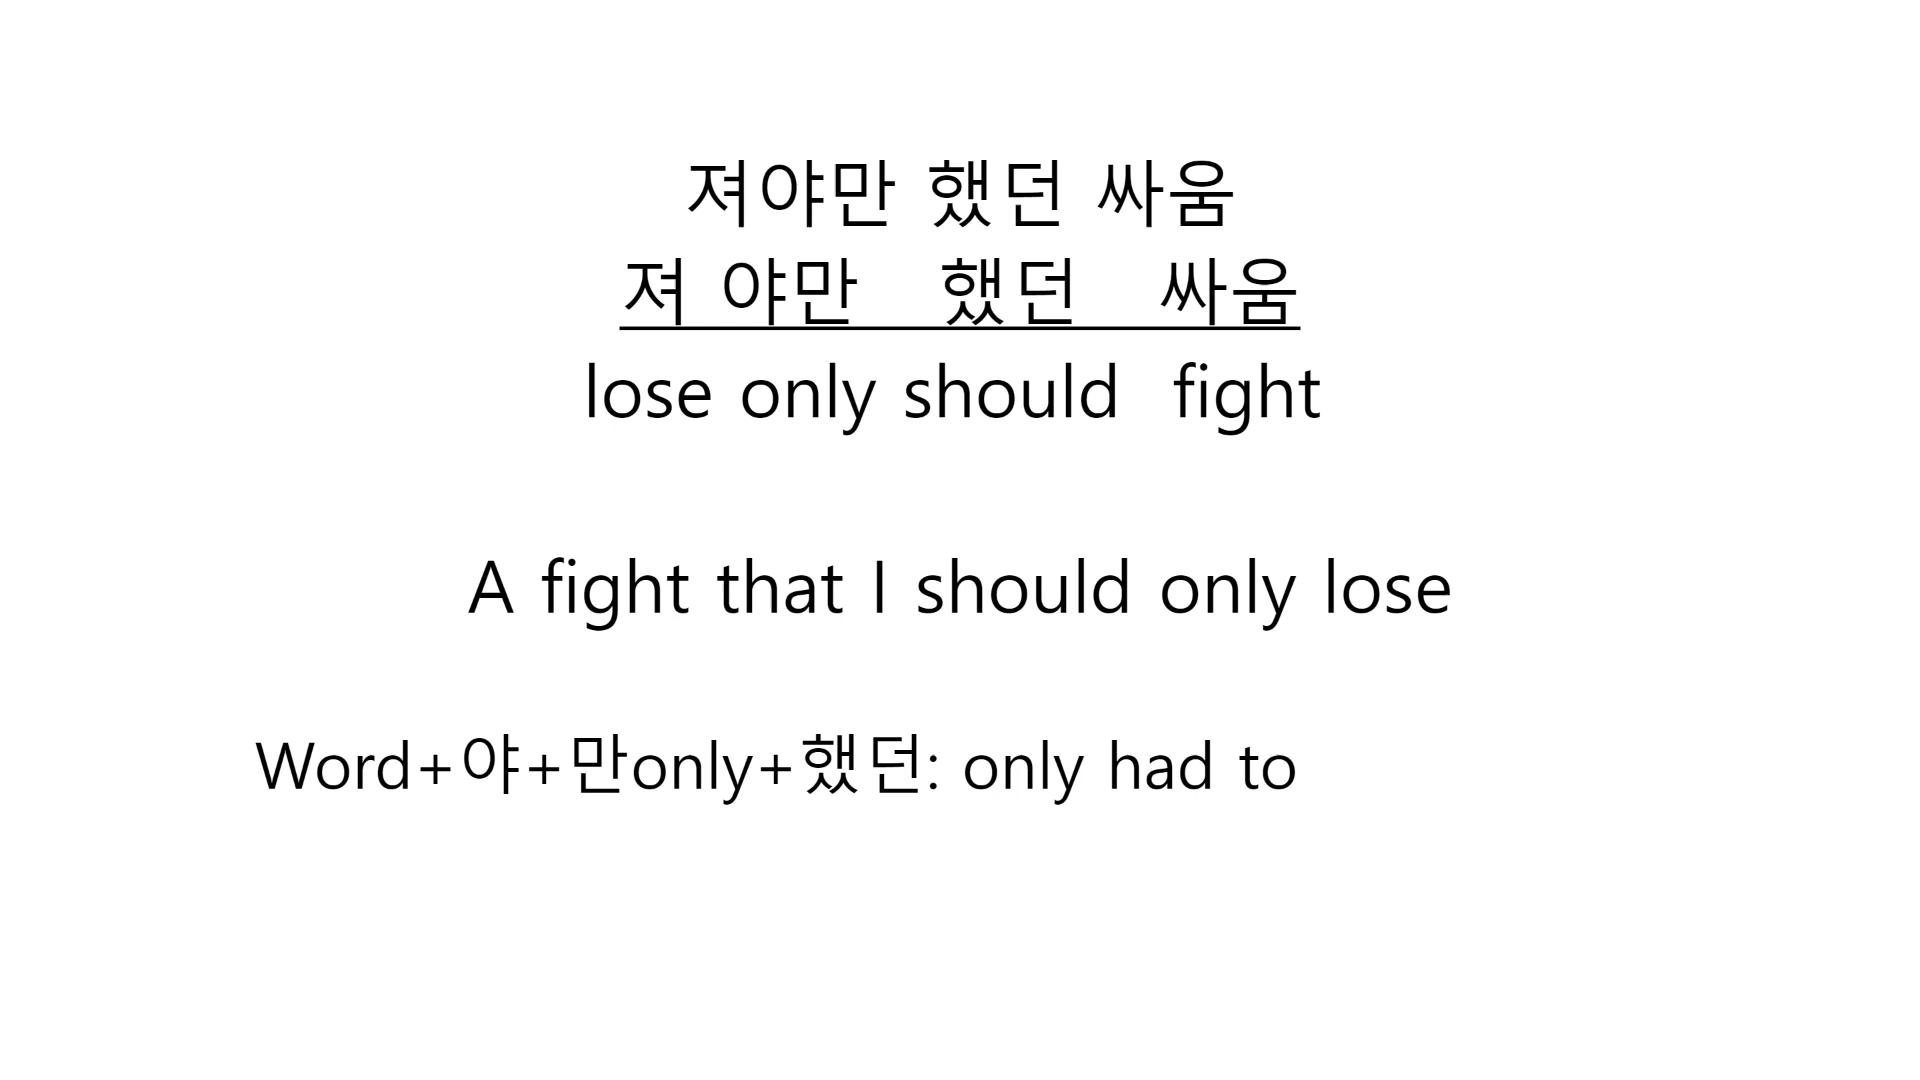 져야만 했던 싸움
져 야만 했던 싸움
lose only should fight
A fight that I should only lose
Word+야+만only+했던: only had to